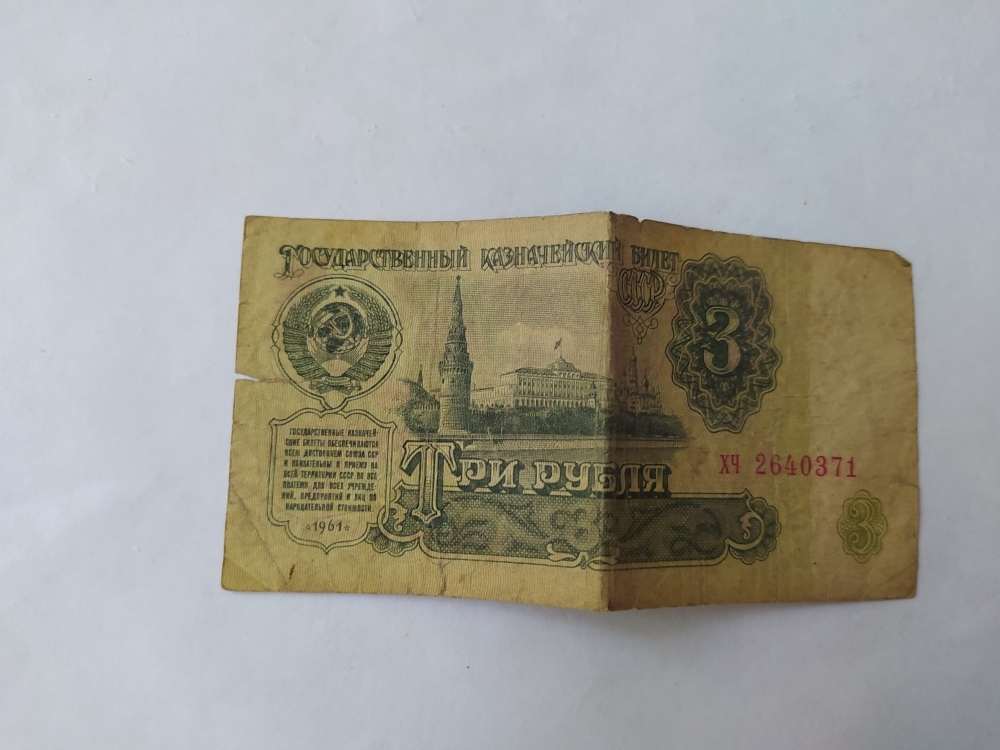 Государственный казначейский билет
СССР
3
Государственные казначей-
ские билеты обеспечиваются
всем достоянием Союза ССР
и обязательны к приему на
всей территории СССР во все
платежи для всех учрежде-
ний, предприятий и лиц по
нарицательной стоимости.
1961
Три рубля
ХЧ 2640371
3